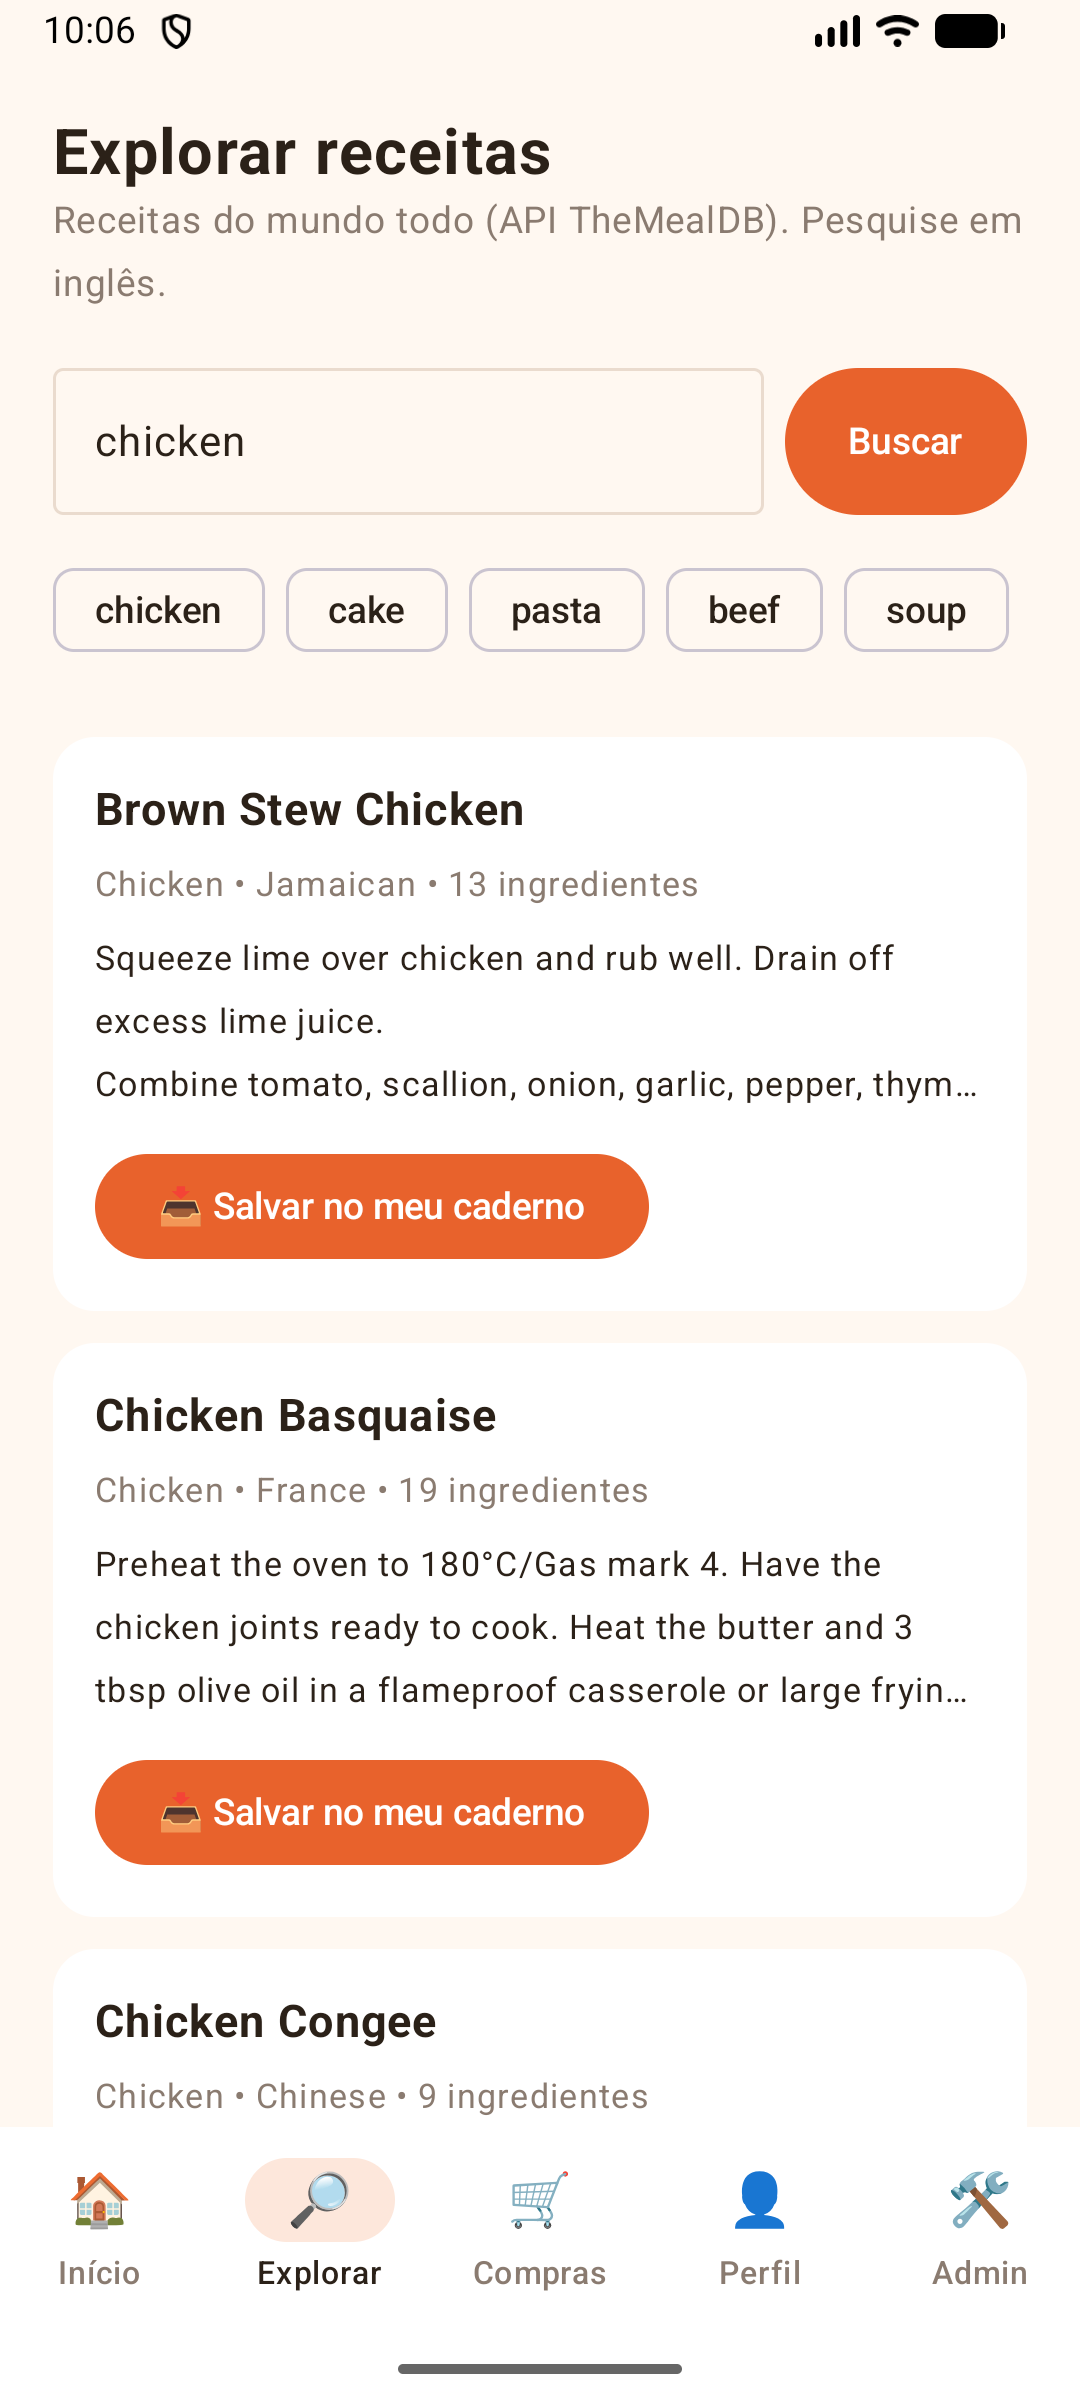 10:06
Explorar receitas
Receitas do mundo todo (API TheMealDB). Pesquise em
inglês.
chicken
Buscar
chicken
cake
pasta
beef
soup
Brown Stew Chicken
Chicken • Jamaican • 13 ingredientes
Squeeze lime over chicken and rub well. Drain off
excess lime juice.
Combine tomato, scallion, onion, garlic, pepper, thym…
📥 Salvar no meu caderno
Chicken Basquaise
Chicken • France • 19 ingredientes
Preheat the oven to 180°C/Gas mark 4. Have the
chicken joints ready to cook. Heat the butter and 3
tbsp olive oil in a flameproof casserole or large fryin…
📥 Salvar no meu caderno
Chicken Congee
Chicken • Chinese • 9 ingredientes
Início
Explorar
Compras
Perfil
Admin